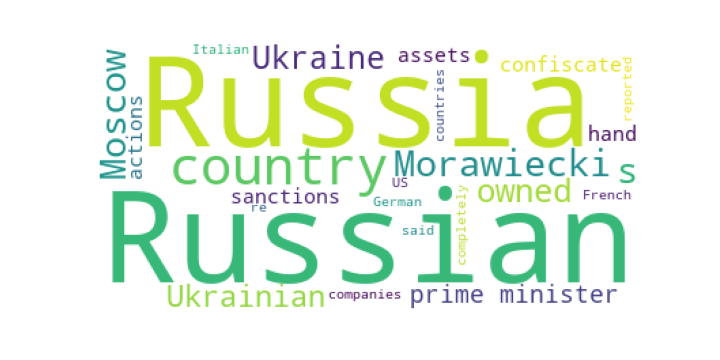 Italian
Ukraine
assets
confiscate
Moscow
Russia
actions
countries
reported
hand
country
Morawiecki
s
sanctions
US
owned
French
re
German
completely
Russian
said
Ukrainian
companies
prime minister